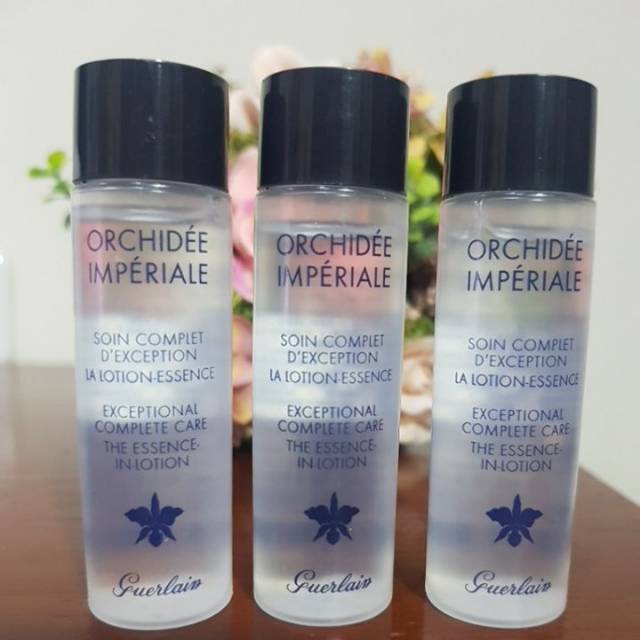 ORCHIDÉE
IMPÉRIALE
SOIN COMPLET
D'EXCEPTION
LA LOTION-ESSENCE
EXCEPTIONAL
COMPLETE CARE
THE ESSENCE-
IN-LOTION
Guerlain
ORCHIDÉE
IMPÉRIALE
SOIN COMPLET
D'EXCEPTION
LA LOTION-ESSENCE
EXCEPTIONAL
COMPLETE CARE
THE ESSENCE-
IN-LOTION
Guerlain
ORCHIDÉE
IMPÉRIALE
SOIN COMPLET
D'EXCEPTION
LA LOTION-ESSENCE
EXCEPTIONAL
COMPLETE CARE
THE ESSENCE-
IN-LOTION
Guerlain